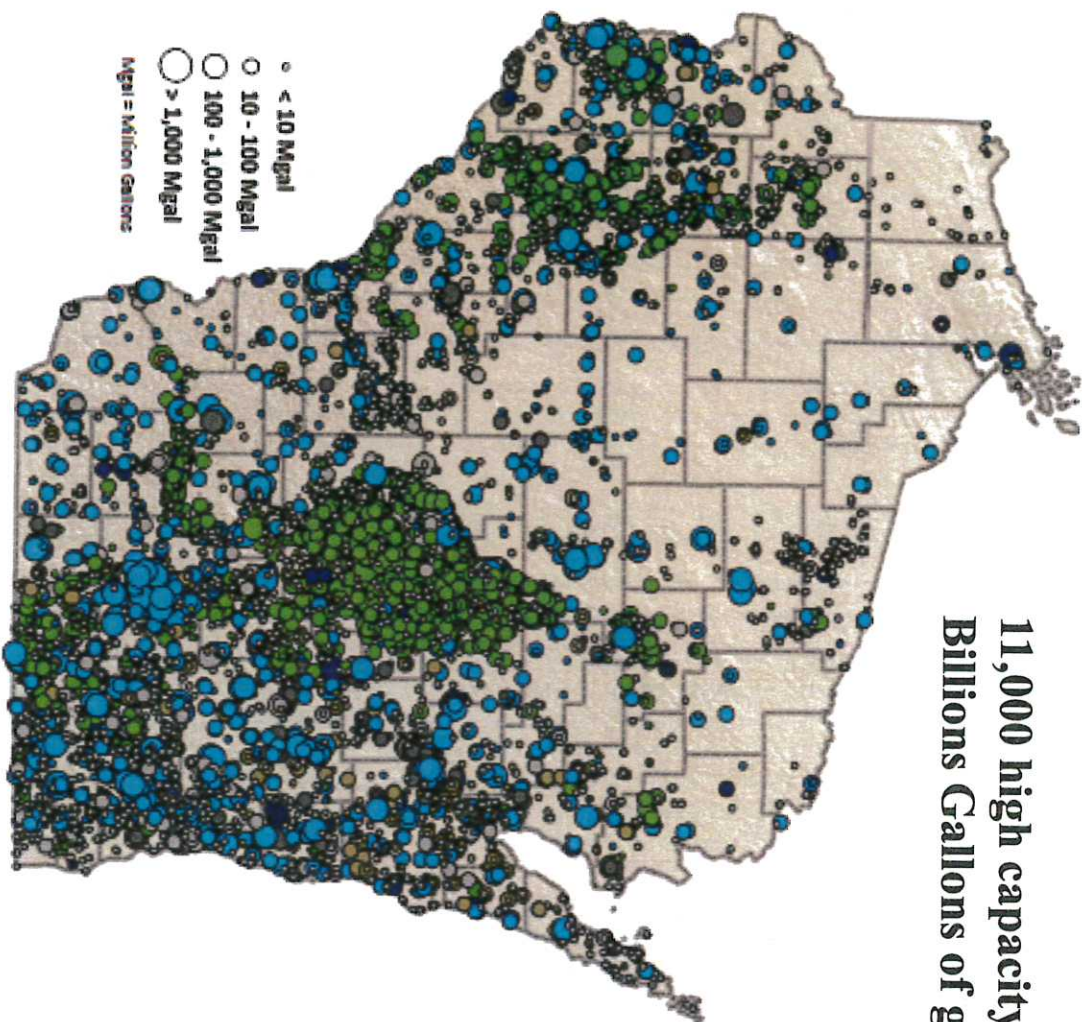 11,000 high capacity
Billions Gallons of g
< 10 Mgal
10 - 100 Mgal
100 - 1,000 Mgal
> 1,000 Mgal
Mgal = Million Gallons